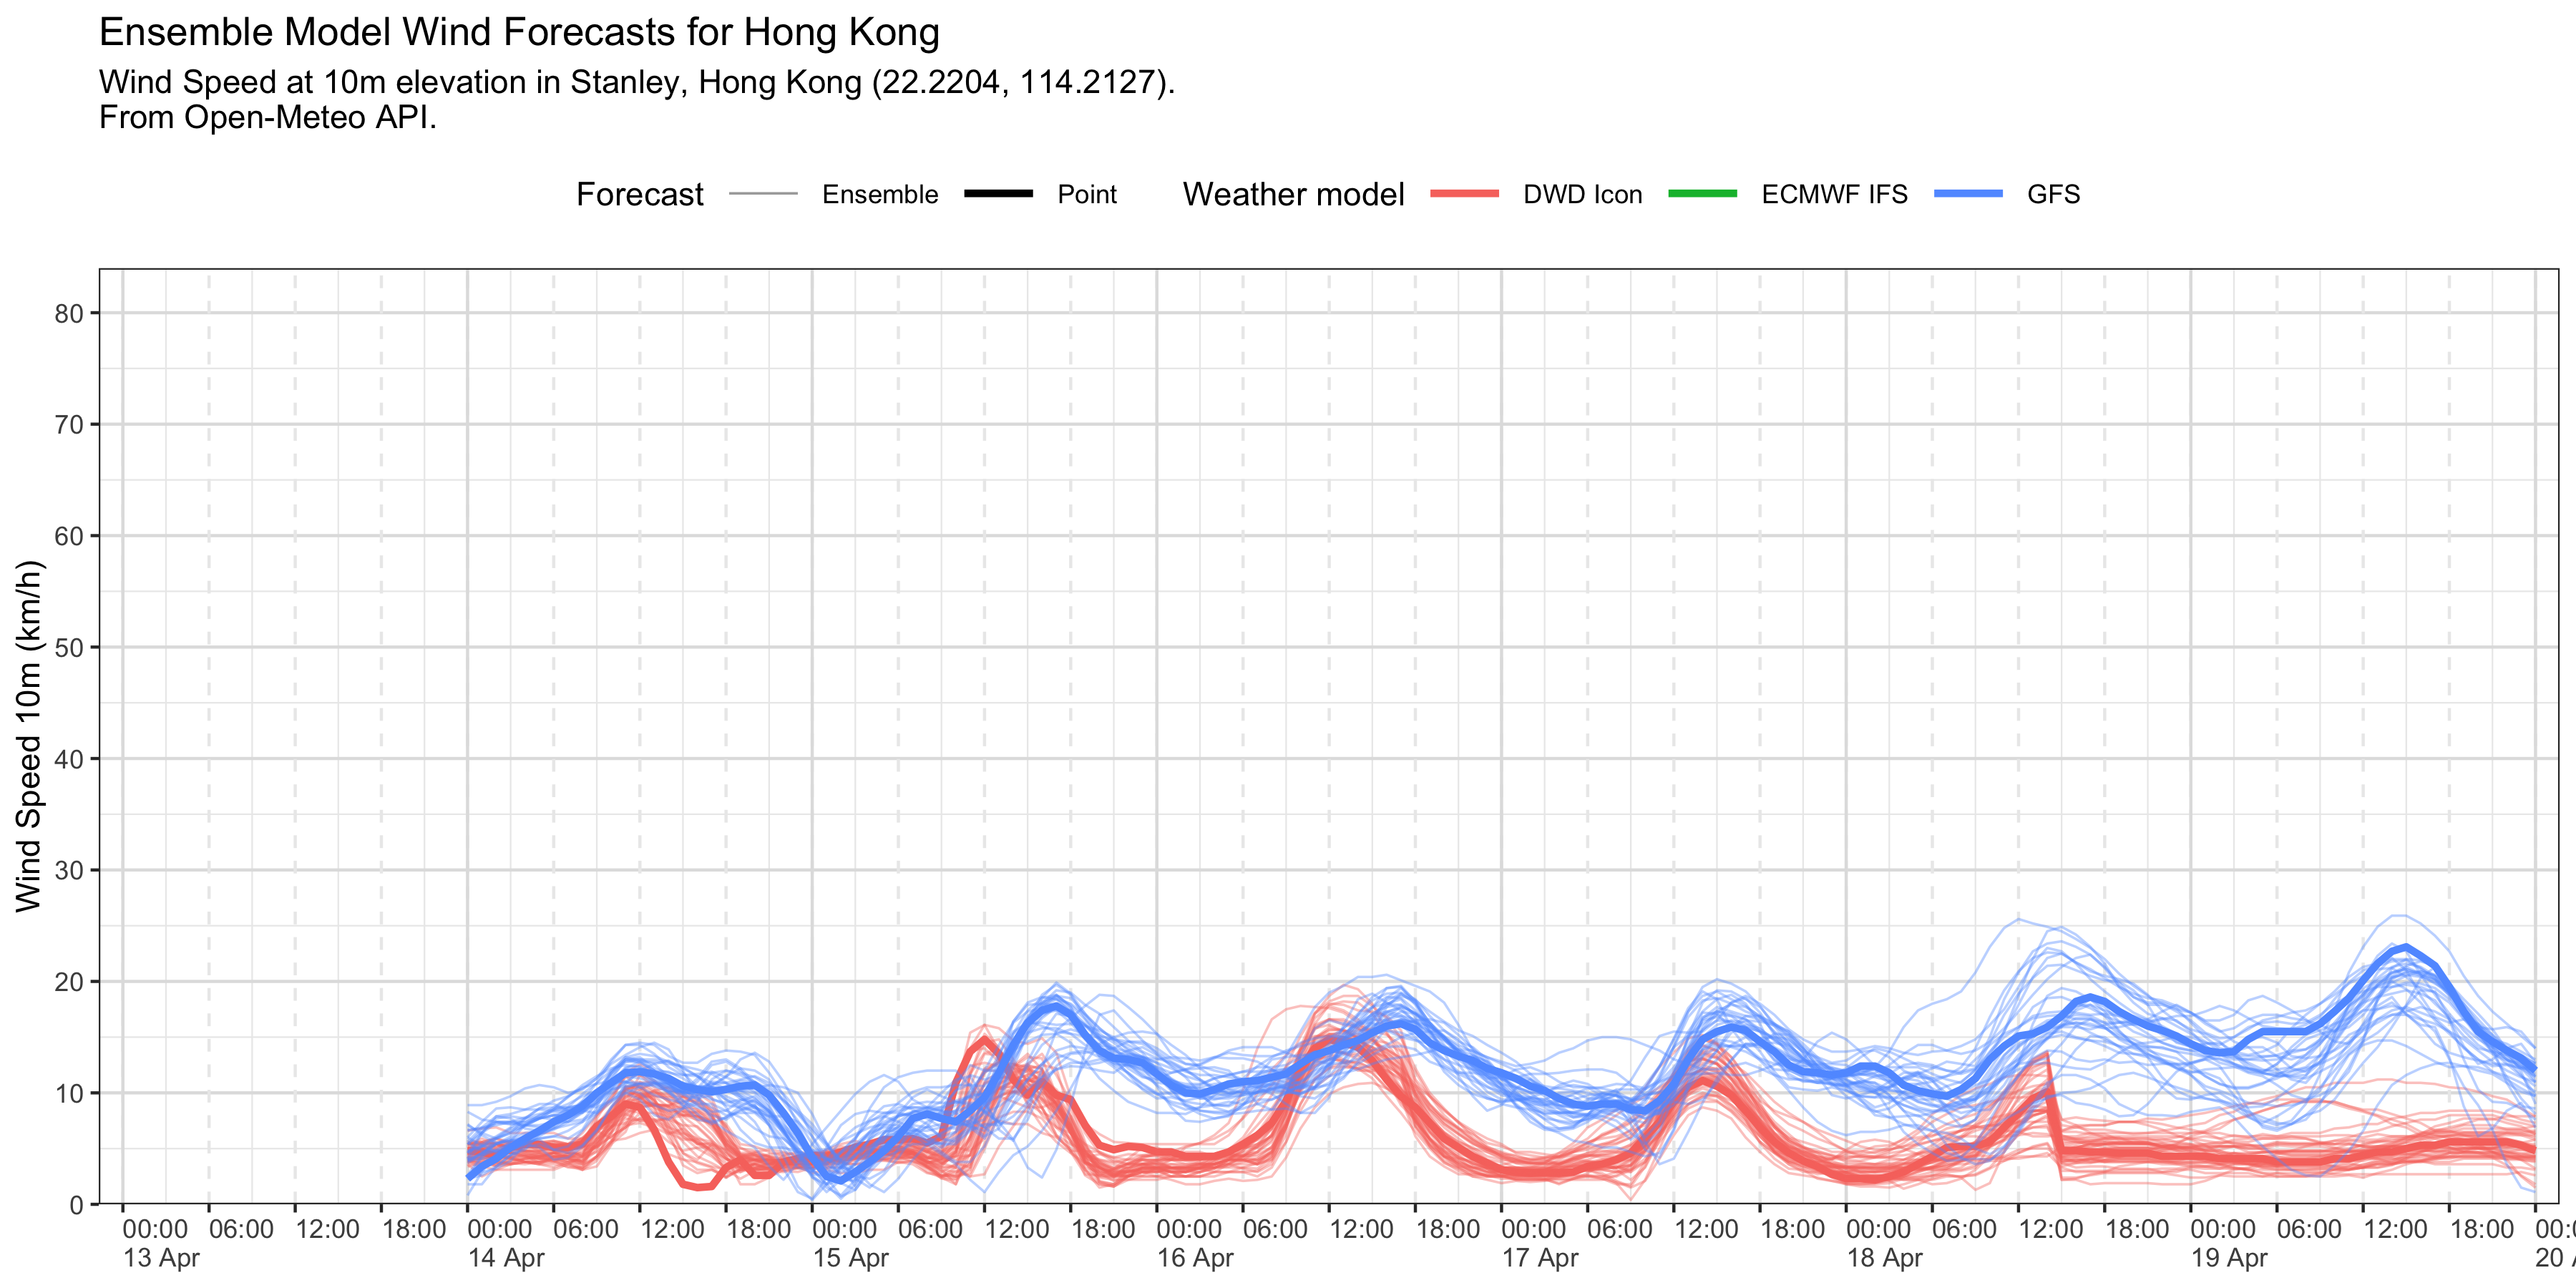 Ensemble Model Wind Forecasts for Hong Kong
Wind Speed at 10m elevation in Stanley, Hong Kong (22.2204, 114.2127).
From Open-Meteo API.
Forecast Ensemble Point Weather model DWD Icon ECMWF IFS GFS
Wind Speed 10m (km/h)
80
70
60
50
40
30
20
10
0
00:00 06:00 12:00 18:00 00:00 06:00 12:00 18:00 00:00 06:00 12:00 18:00 00:00 06:00 12:00 18:00 00:00 06:00 12:00 18:00 00:00 06:00 12:00 18:00 00:00 06:00 12:00 18:00
13 Apr 14 Apr 15 Apr 16 Apr 17 Apr 18 Apr 19 Apr 20